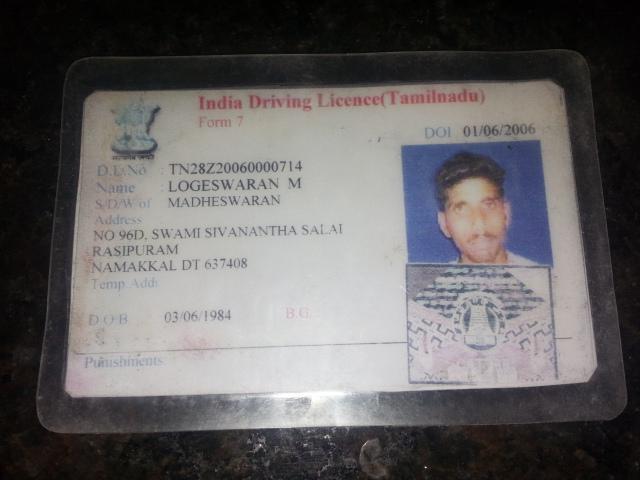 India Driving Licence(Tamilnadu)
Form 7
DOI 01/06/2006
D.L.No : TN28Z20060000714
Name : LOGESWARAN M
S/D/W of : MADHESWARAN
Address
NO 96D, SWAMI SIVANANTHA SALAI
RASIPURAM
NAMAKKAL DT 637408
Temp.Add:
D.O.B. 03/06/1984 B.G.
Punishments: